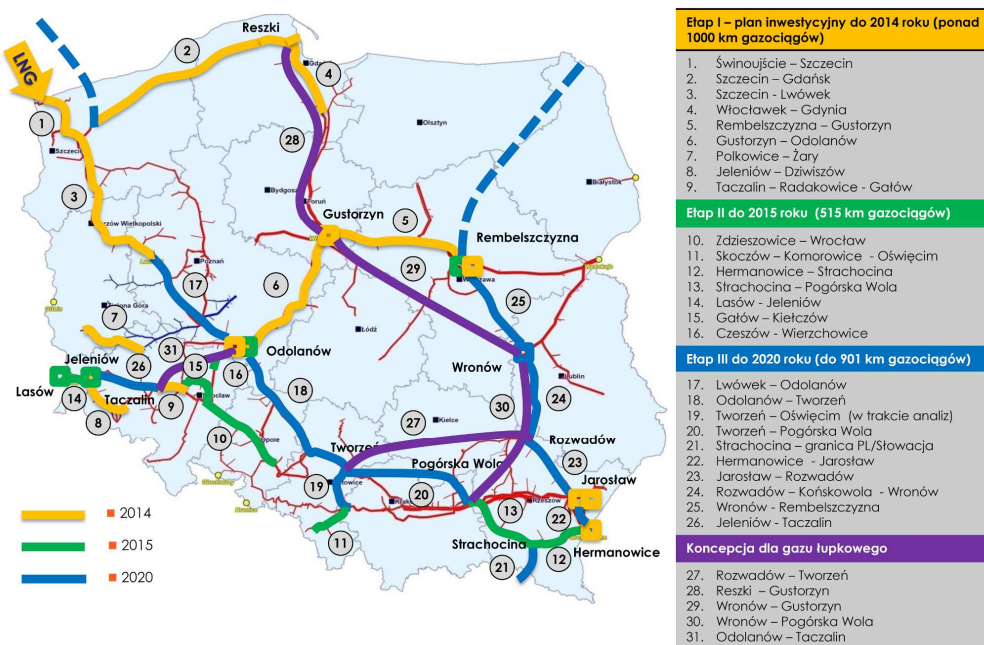 Reszki
2
LNG
Gdańsk
4
1
Olsztyn
28
Szczecin
Bydgoszcz
Białystok
3
Toruń
Gustorzyn
5
Gorzów Wielkopolski
Rembelszczyzna
29
Poznań
Warszawa
17
6
25
Zielona Góra
7
Łódź
31
Odolanów
Jeleniów
26
15
16
Wronów
Lublin
Lasów
14
Taczalin
9
Wrocław
18
24
8
30
27
Kielce
10
Opole
Rozwadów
Tworzeń
Pogórska Wola
23
Jarosław
19
Katowice
20
Kraków
Rzeszów
13
22
11
Strachocina
12
Hermanowice
21
2014
2015
2020
Etap I – plan inwestycyjny do 2014 roku (ponad
1000 km gazociągów)
1. Świnoujście – Szczecin
2. Szczecin – Gdańsk
3. Szczecin - Lwówek
4. Włocławek – Gdynia
5. Rembelszczyzna – Gustorzyn
6. Gustorzyn – Odolanów
7. Polkowice – Żary
8. Jeleniów – Dziwiszów
9. Taczalin – Radakowice - Gałów
Etap II do 2015 roku (515 km gazociągów)
10. Zdzieszowice – Wrocław
11. Skoczów – Komorowice - Oświęcim
12. Hermanowice – Strachocina
13. Strachocina – Pogórska Wola
14. Lasów - Jeleniów
15. Gałów – Kiełczów
16. Czeszów - Wierzchowice
Etap III do 2020 roku (do 901 km gazociągów)
17. Lwówek – Odolanów
18. Odolanów – Tworzeń
19. Tworzeń – Oświęcim (w trakcie analiz)
20. Tworzeń – Pogórska Wola
21. Strachocina – granica PL/Słowacja
22. Hermanowice - Jarosław
23. Jarosław – Rozwadów
24. Rozwadów – Końskowola - Wronów
25. Wronów – Rembelszczyzna
26. Jeleniów - Taczalin
Koncepcja dla gazu łupkowego
27. Rozwadów – Tworzeń
28. Reszki – Gustorzyn
29. Wronów – Gustorzyn
30. Wronów – Pogórska Wola
31. Odolanów – Taczalin